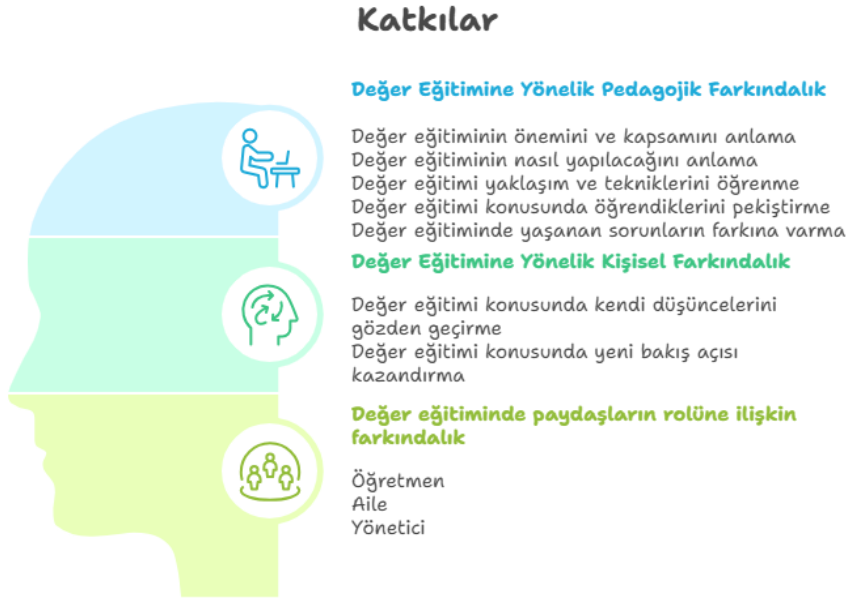 Katkılar
Değer Eğitimine Yönelik Pedagojik Farkındalık
Değer eğitiminin önemini ve kapsamını anlama
Değer eğitiminin nasıl yapılacağını anlama
Değer eğitimi yaklaşım ve tekniklerini öğrenme
Değer eğitimi konusunda öğrendiklerini pekiştirme
Değer eğitiminde yaşanan sorunların farkına varma
Değer Eğitimine Yönelik Kişisel Farkındalık
Değer eğitimi konusunda kendi düşüncelerini
gözden geçirme
Değer eğitimi konusunda yeni bakış açısı
kazandırma
Değer eğitiminde paydaşların rolüne ilişkin
farkındalık
Öğretmen
Aile
Yönetici